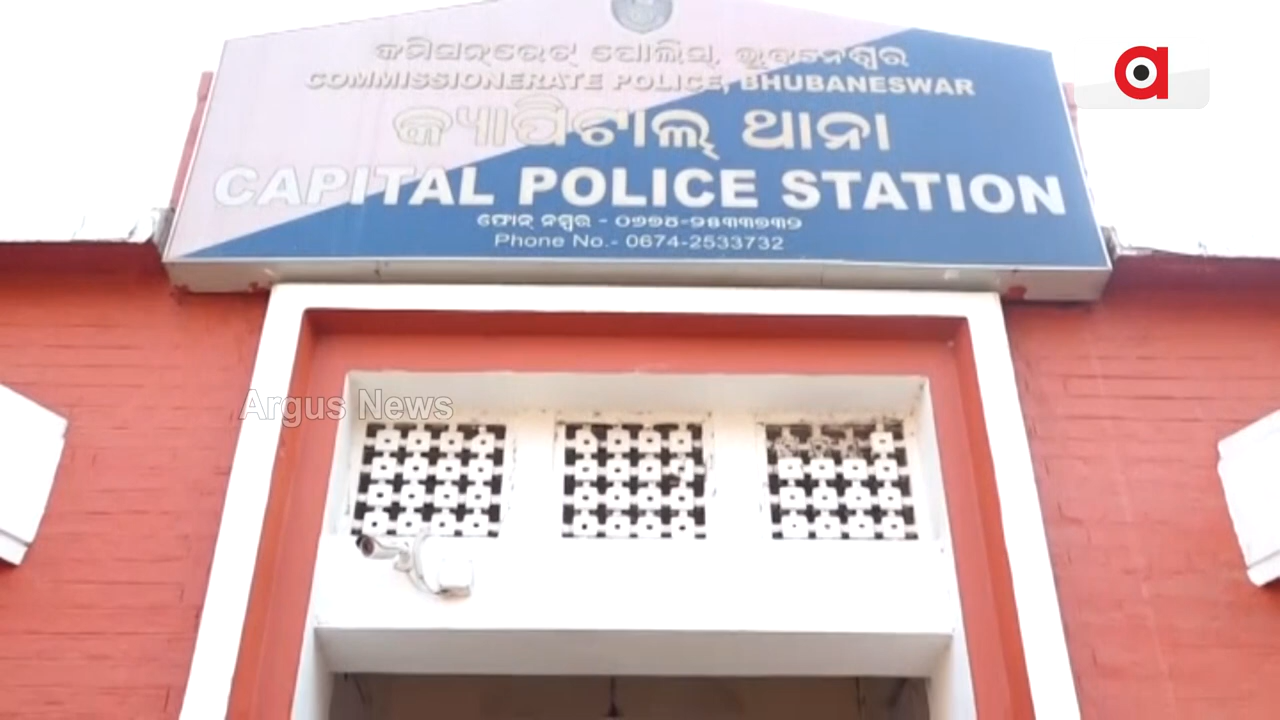 କମିସନରେଟ୍ ପୋଲିସ, ଭୁବନେଶ୍ୱର
COMMISSIONERATE POLICE, BHUBANESWAR
କ୍ୟାପିଟାଲ୍ ଥାନା
CAPITAL POLICE STATION
ଫୋନ୍ ନମ୍ବର - ୦୬୭୪-୨୫୩୩୭୩୨
Phone No.- 0674-2533732
Argus News
a